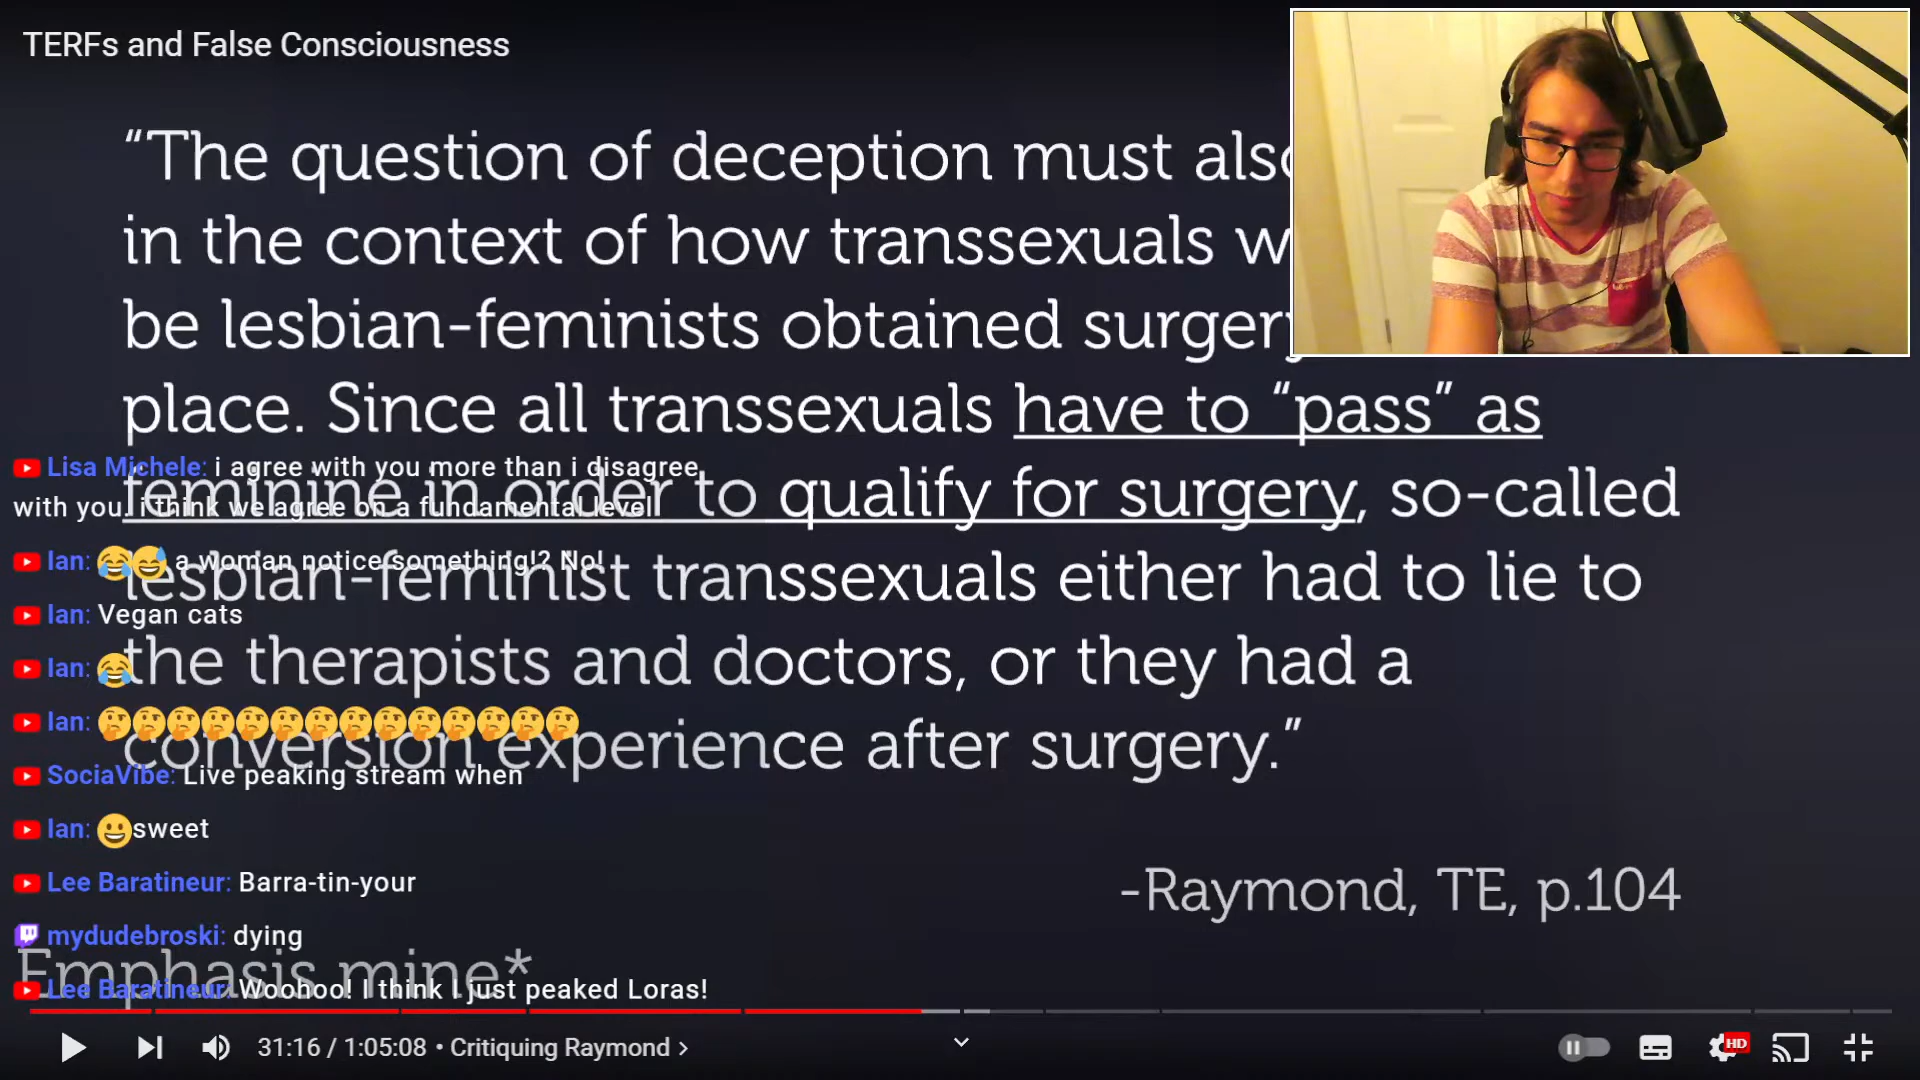 TERFs and False Consciousness
“The question of deception must also
in the context of how transsexuals w
be lesbian-feminists obtained surgery
place. Since all transsexuals have to “pass” as
feminine in order to qualify for surgery, so-called
lesbian-feminist transsexuals either had to lie to
the therapists and doctors, or they had a
conversion experience after surgery.”
-Raymond, TE, p.104
Emphasis mine*
Lisa Michele: i agree with you more than i disagree
with you. i think we agree on a fundamental level
Ian: 😂😅 a woman notice something!? No!
Ian: Vegan cats
Ian: 😂
Ian: 🤔🤔🤔🤔🤔🤔🤔🤔🤔🤔🤔🤔🤔🤔
SociaVibe: Live peaking stream when
Ian: 😀sweet
Lee Baratineur: Barra-tin-your
mydudebroski: dying
Lee Baratineur: Woohoo! I think I just peaked Loras!
31:16 / 1:05:08 • Critiquing Raymond >
HD